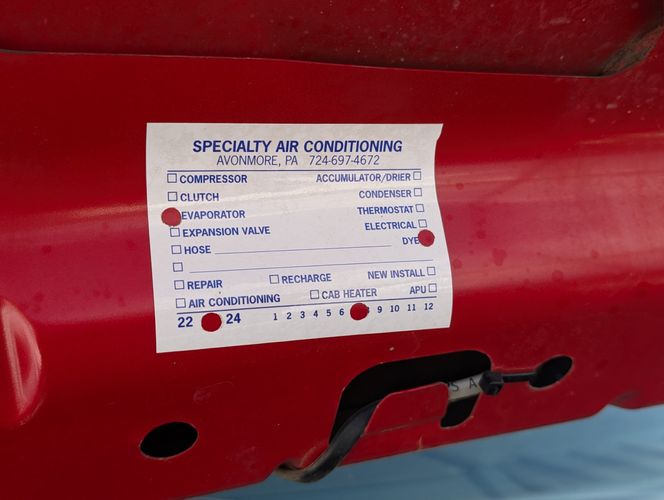 SPECIALTY AIR CONDITIONING
AVONMORE, PA 724-697-4672
COMPRESSOR ACCUMULATOR/DRIER
CLUTCH CONDENSER
EVAPORATOR THERMOSTAT
EXPANSION VALVE ELECTRICAL
HOSE DYE
REPAIR RECHARGE NEW INSTALL
AIR CONDITIONING CAB HEATER APU
22 24 1 2 3 4 5 6 9 10 11 12
S A